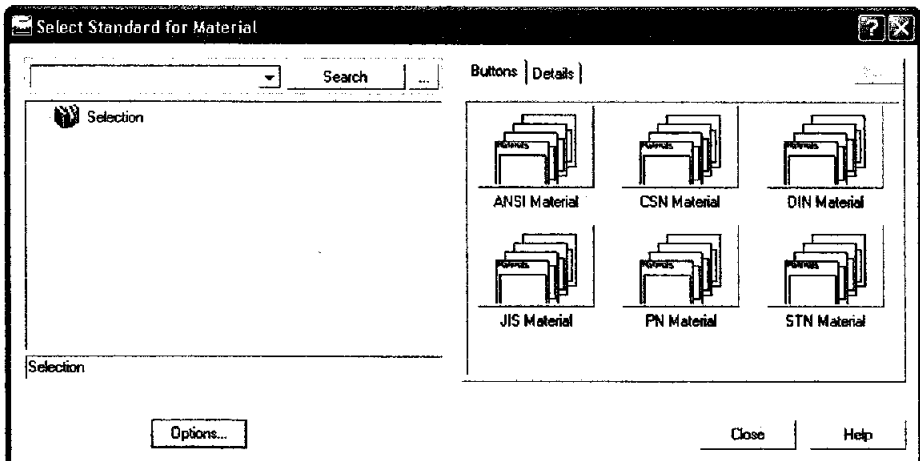 Select Standard for Material
Search ...
Buttons Details
Selection
ANSI Material CSN Material DIN Material
JIS Material PN Material STN Material
Selection
Options... Close Help